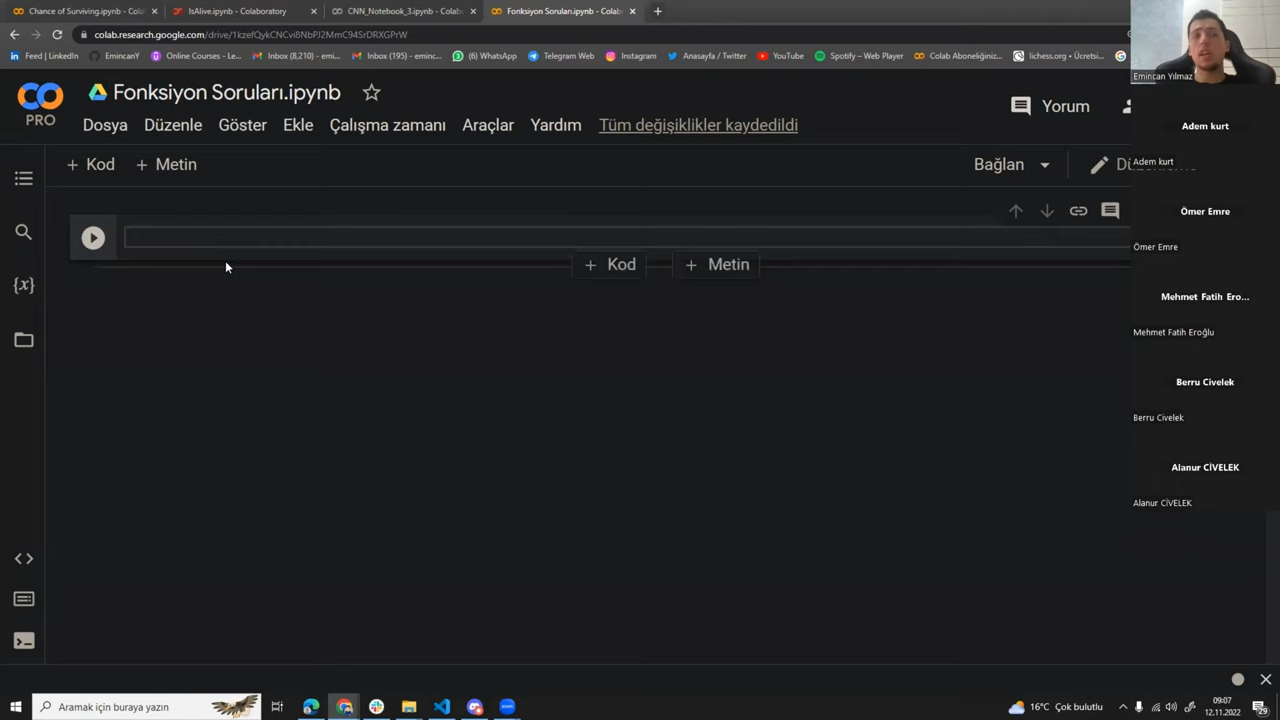 Chance of Surviving.ipynb - Colab
IsAlive.ipynb - Colaboratory
CNN_Notebook_3.ipynb - Colab
Fonksiyon Soruları.ipynb - Colab
colab.research.google.com/drive/1kzefQykCNCvi8NbPJ2MmC94SrDRXGPrW
Feed | LinkedIn
EmincanY
Online Courses - Le...
Inbox (8,210) - emi...
Inbox (195) - eminc...
(6) WhatsApp
Telegram Web
Instagram
Anasayfa / Twitter
YouTube
Spotify – Web Player
Colab Aboneliğiniz...
lichess.org • Ücretsi...
Emincan Yılmaz
CO
PRO
Fonksiyon Soruları.ipynb
Yorum
Dosya Düzenle Göster Ekle Çalışma zamanı Araçlar Yardım Tüm değişiklikler kaydedildi
+ Kod + Metin
Bağlan
{x}
+ Kod + Metin
Adem kurt
Adem kurt
Ömer Emre
Ömer Emre
Mehmet Fatih Ero...
Mehmet Fatih Eroğlu
Berru Civelek
Berru Civelek
Alanur CİVELEK
Alanur CİVELEK
Aramak için buraya yazın
16°C Çok bulutlu
09:07
12.11.2022
29